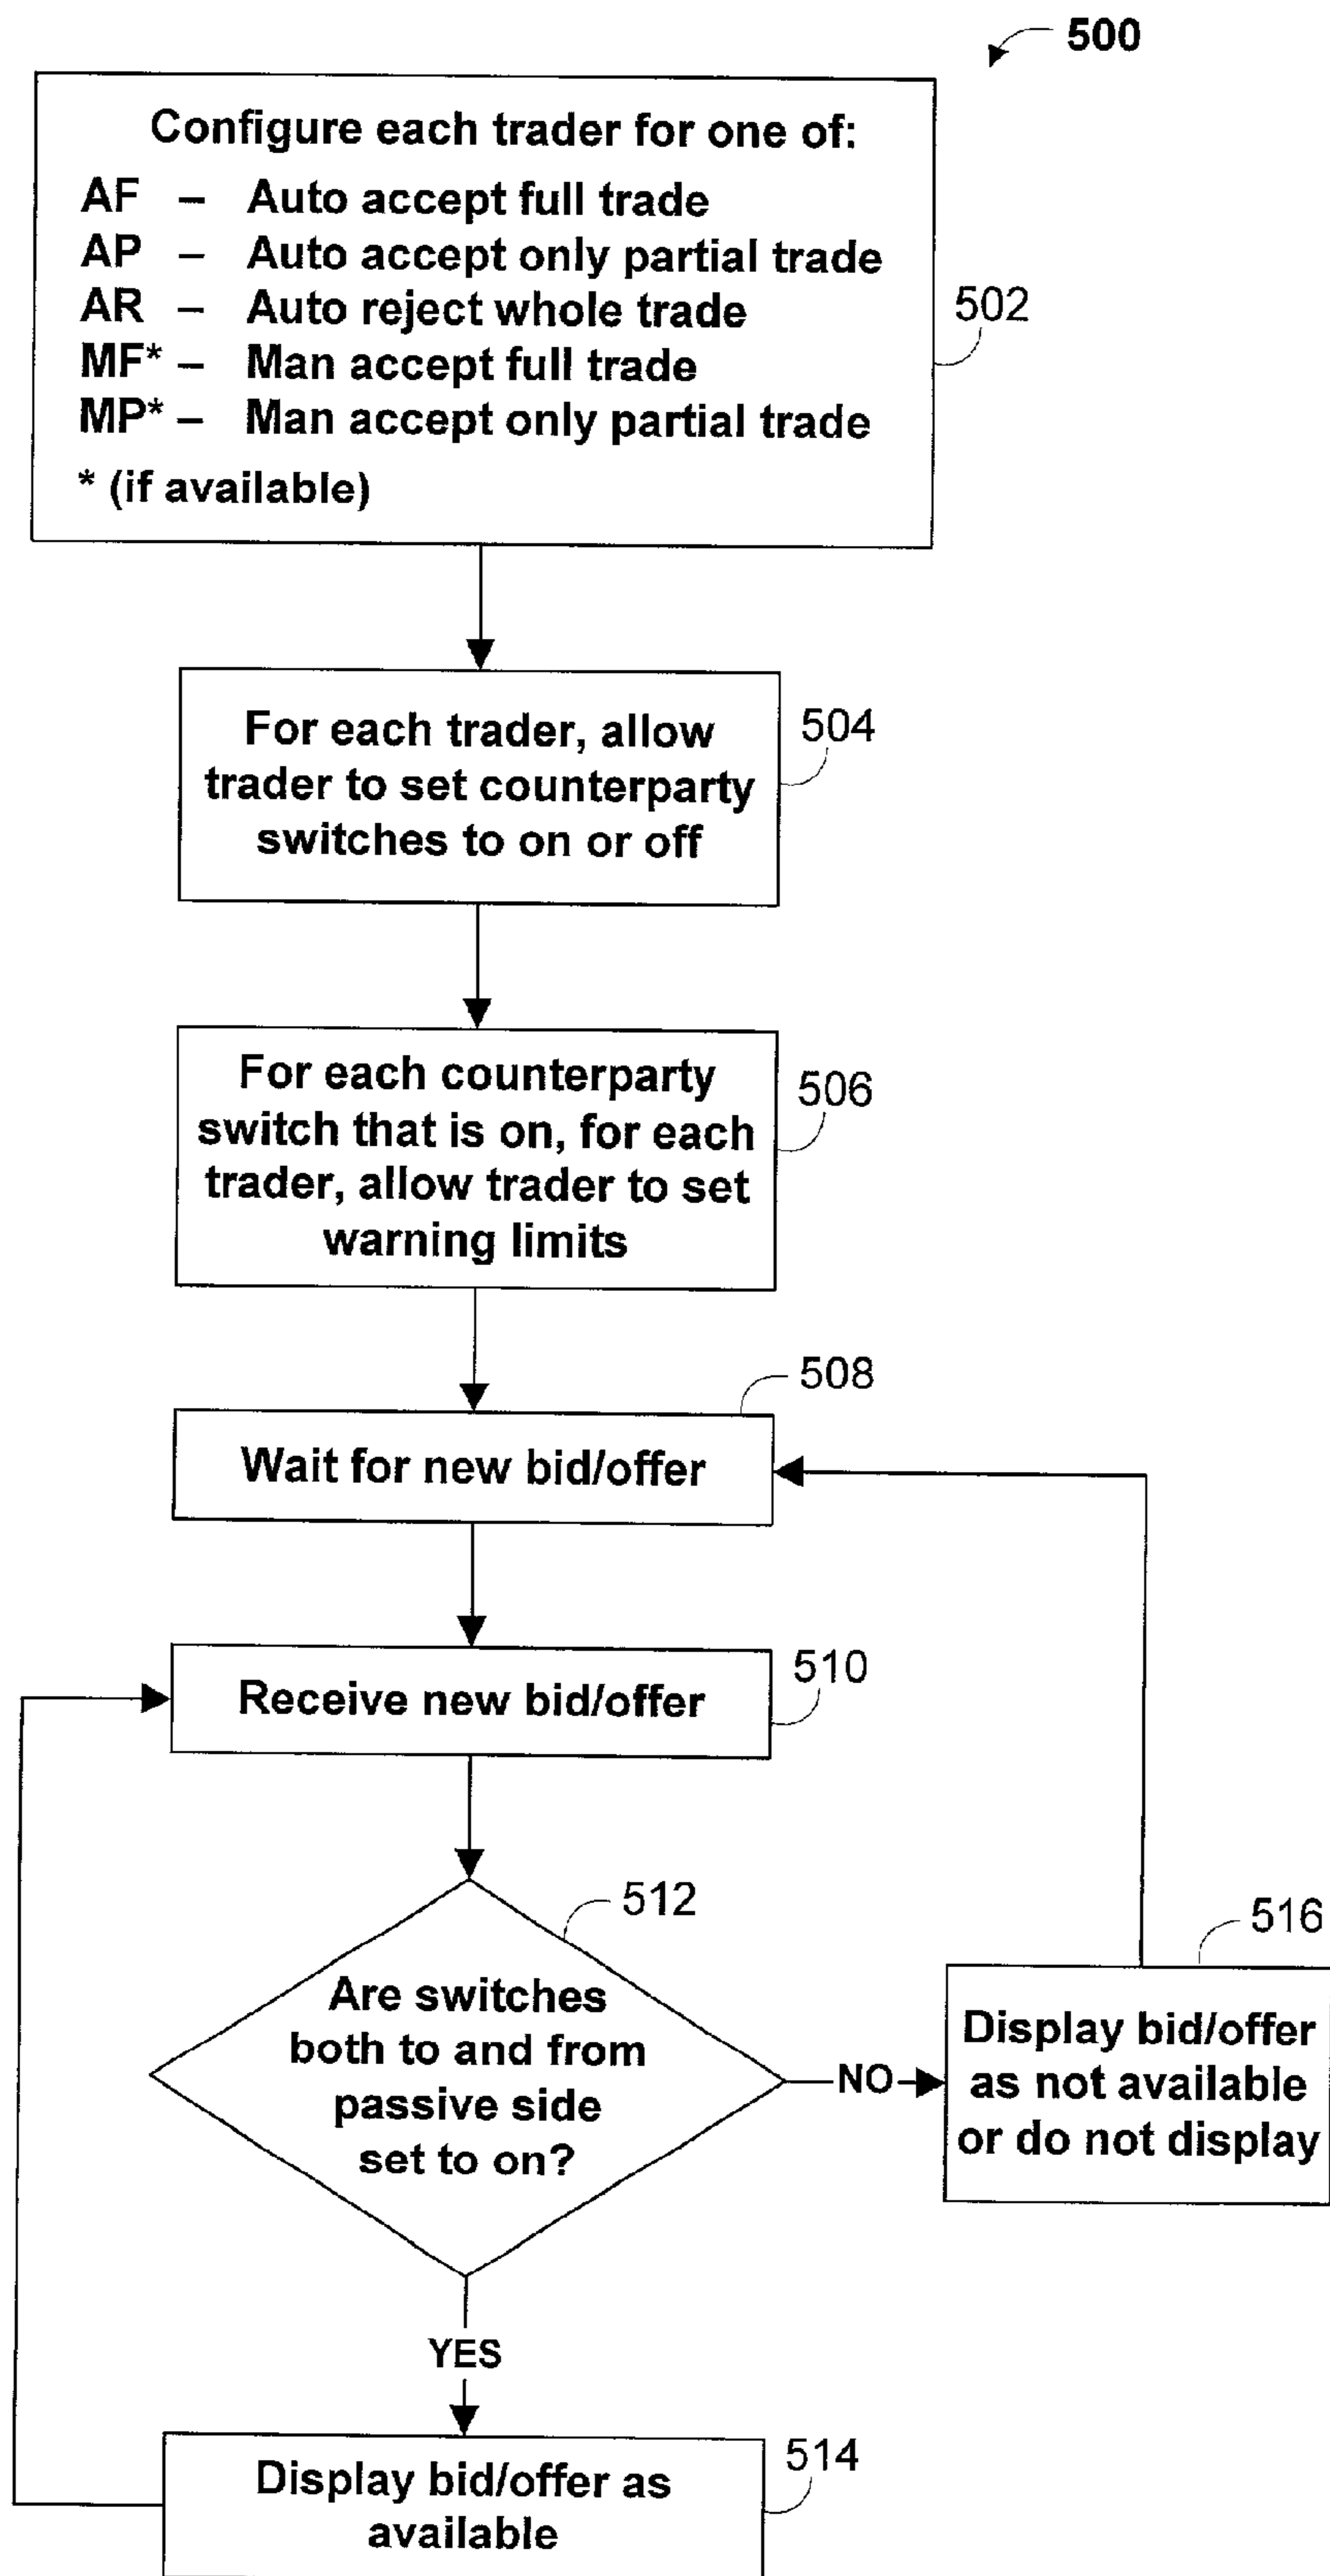 500
Configure each trader for one of:
AF – Auto accept full trade
AP – Auto accept only partial trade
AR – Auto reject whole trade
MF* – Man accept full trade
MP* – Man accept only partial trade
* (if available)
502
For each trader, allow
trader to set counterparty
switches to on or off
504
For each counterparty
switch that is on, for each
trader, allow trader to set
warning limits
506
508
Wait for new bid/offer
Receive new bid/offer
510
512
Are switches
both to and from
passive side
set to on?
NO
516
Display bid/offer
as not available
or do not display
YES
Display bid/offer as
available
514